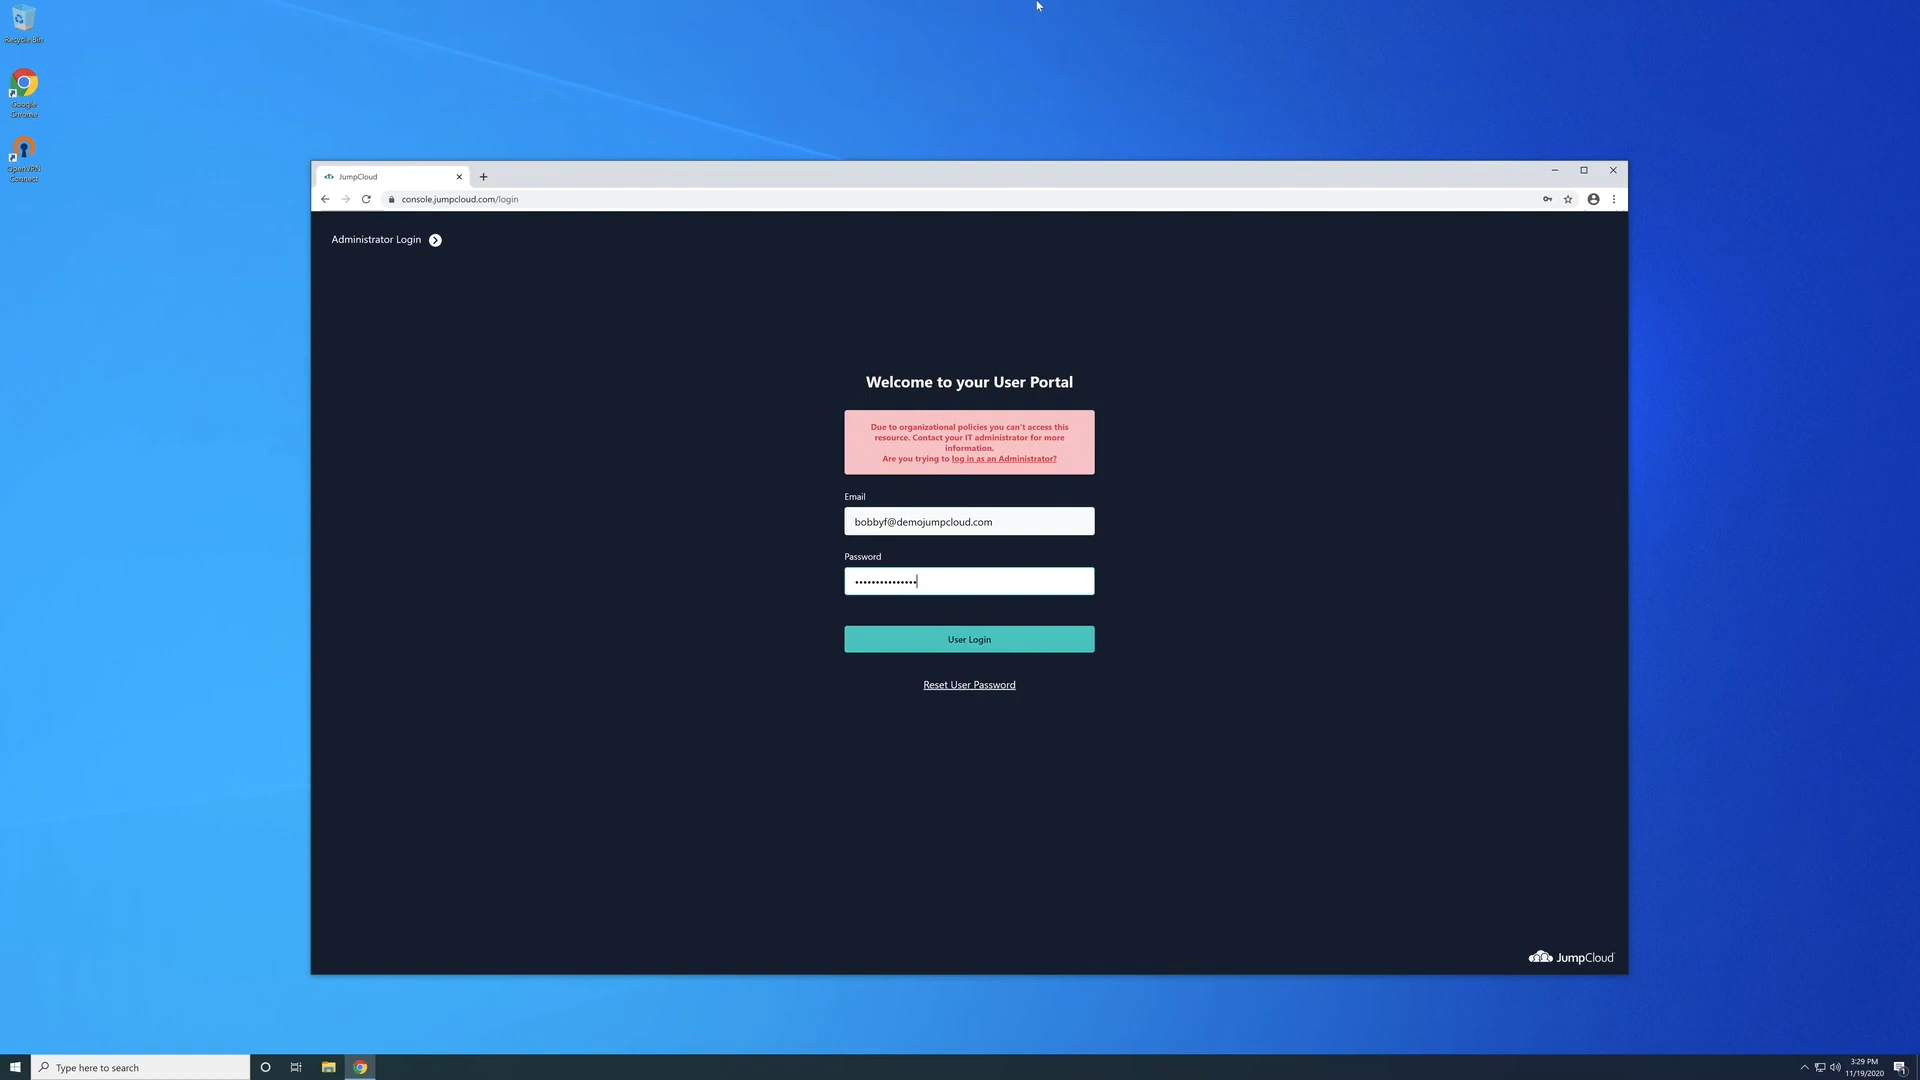 Recycle Bin
Google
Chrome
OpenVPN
Connect
JumpCloud
console.jumpcloud.com/login
Administrator Login
Welcome to your User Portal
Due to organizational policies you can't access this
resource. Contact your IT administrator for more
information.
Are you trying to log in as an Administrator?
Email
bobbyf@demojumpcloud.com
Password
•••••••••••••••
User Login
Reset User Password
JumpCloud
Type here to search
3:29 PM
11/19/2020
1